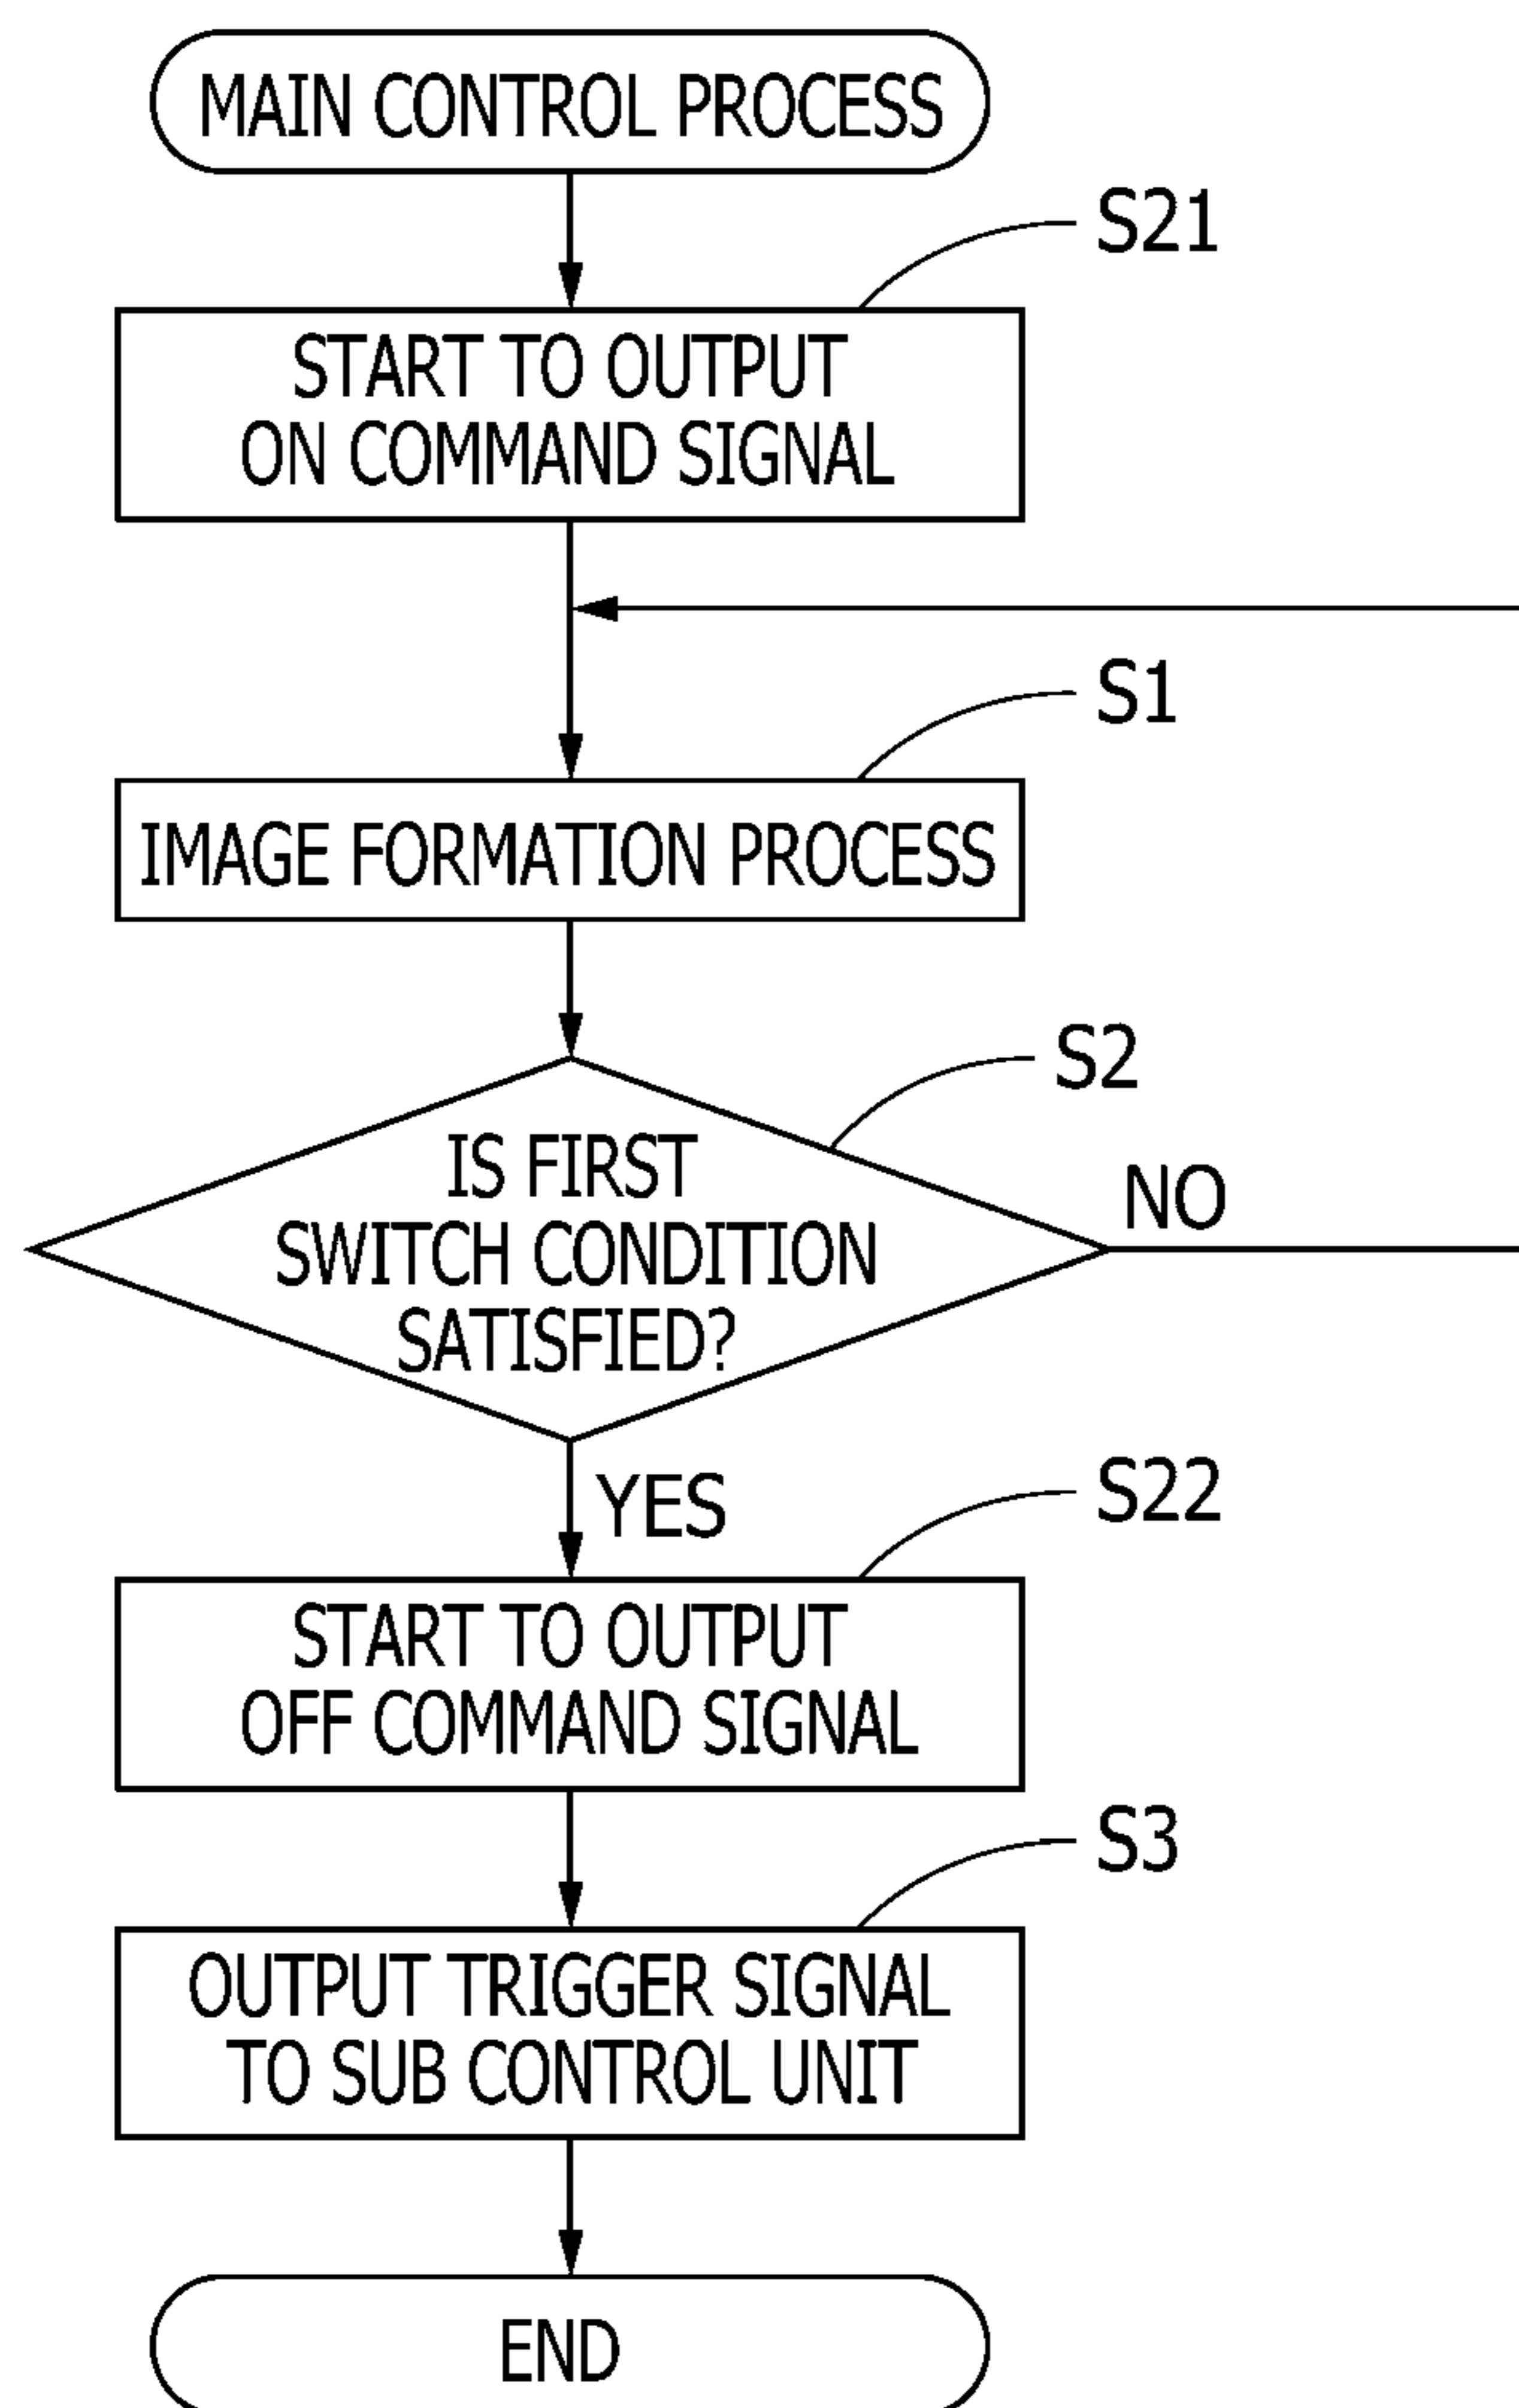 MAIN CONTROL PROCESS
S21
START TO OUTPUT
ON COMMAND SIGNAL
S1
IMAGE FORMATION PROCESS
S2
IS FIRST
SWITCH CONDITION
SATISFIED?
NO
YES
S22
START TO OUTPUT
OFF COMMAND SIGNAL
S3
OUTPUT TRIGGER SIGNAL
TO SUB CONTROL UNIT
END